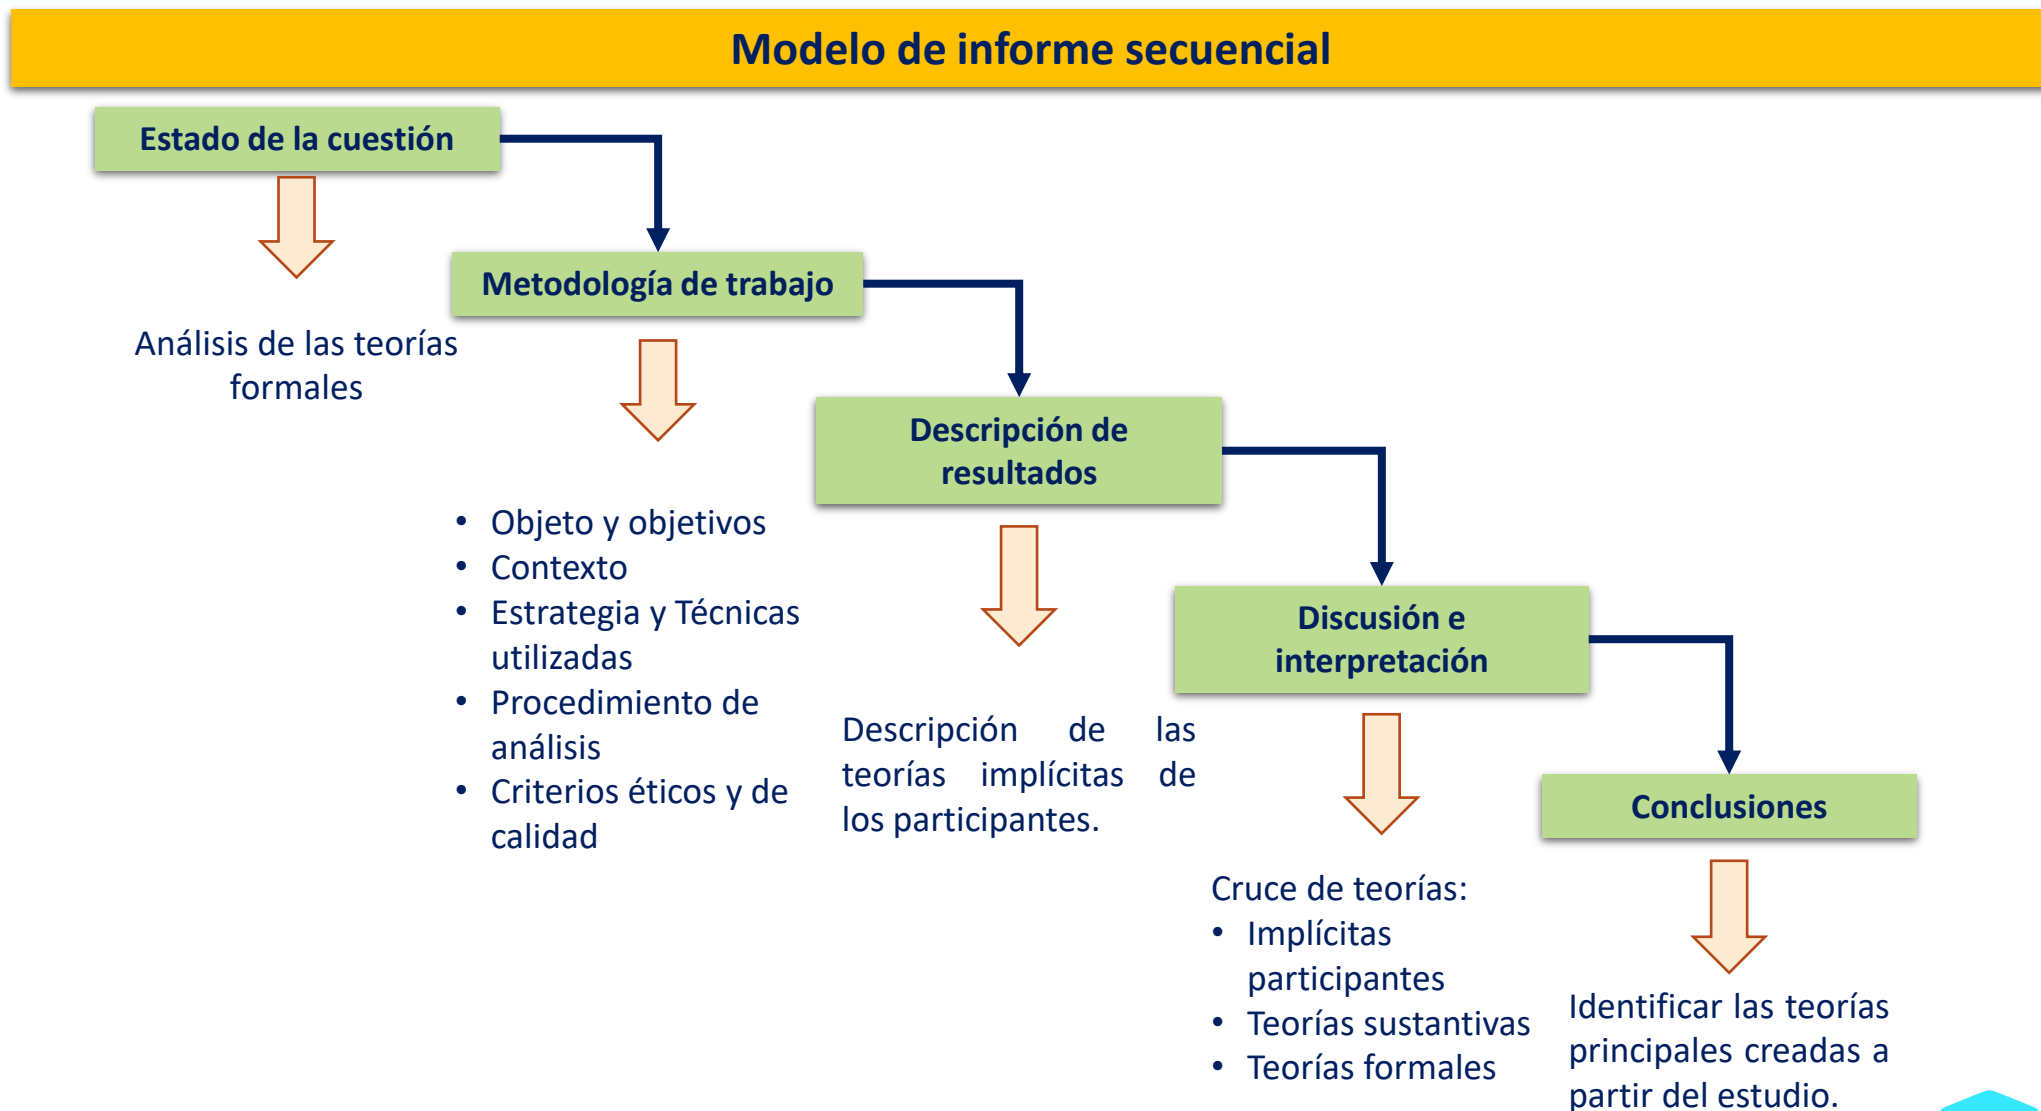 Modelo de informe secuencial
Estado de la cuestión
Análisis de las teorías
formales
Metodología de trabajo
• Objeto y objetivos
• Contexto
• Estrategia y Técnicas
utilizadas
• Procedimiento de
análisis
• Criterios éticos y de
calidad
Descripción de
resultados
Descripción de las
teorías implícitas de
los participantes.
Discusión e
interpretación
Cruce de teorías:
• Implícitas
participantes
• Teorías sustantivas
• Teorías formales
Conclusiones
Identificar las teorías
principales creadas a
partir del estudio.